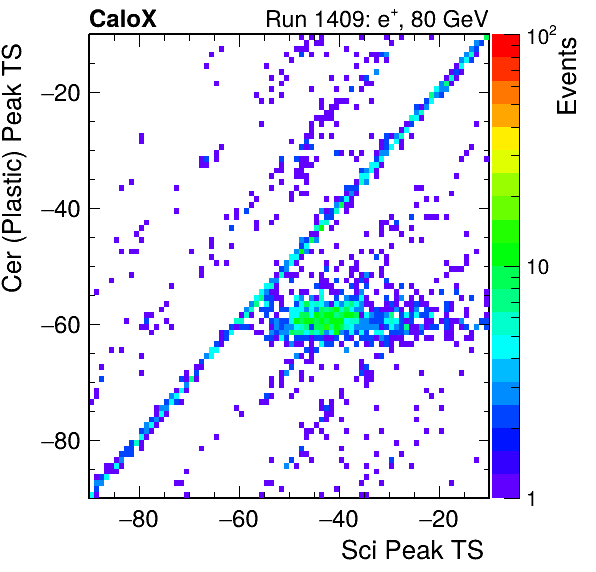 CaloX Run 1409: e⁺, 80 GeV
10²
Events
10
1
Cer (Plastic) Peak TS
−20
−40
−60
−80
−80 −60 −40 −20
Sci Peak TS